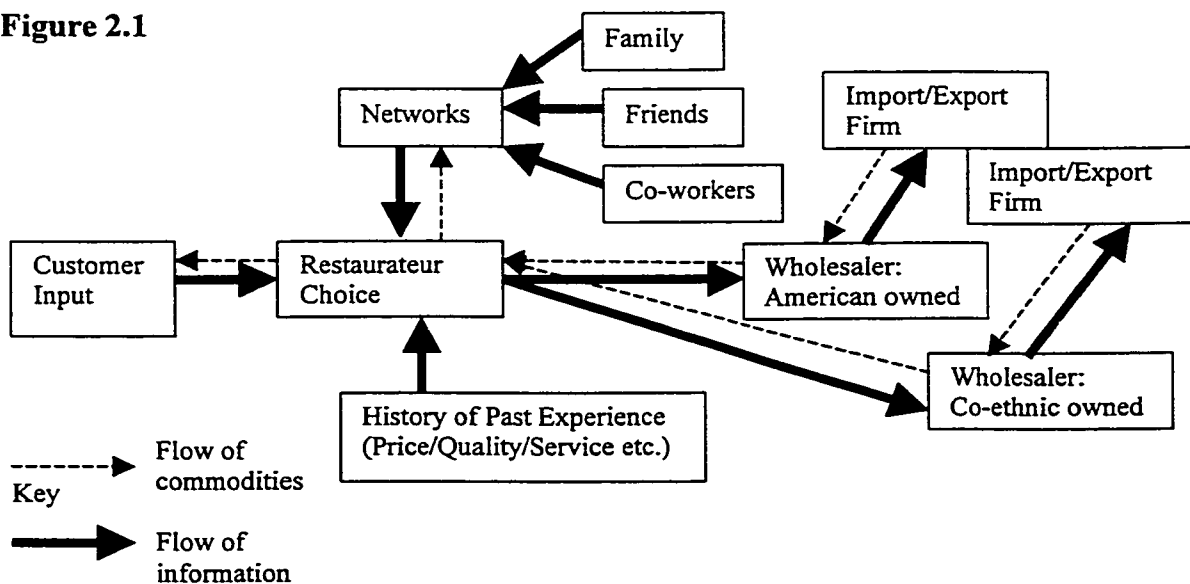 Figure 2.1
Family
Networks
Friends
Co-workers
Import/Export
Firm
Import/Export
Firm
Customer
Input
Restaurateur
Choice
Wholesaler:
American owned
Wholesaler:
Co-ethnic owned
History of Past Experience
(Price/Quality/Service etc.)
Flow of
commodities
Key
Flow of
information